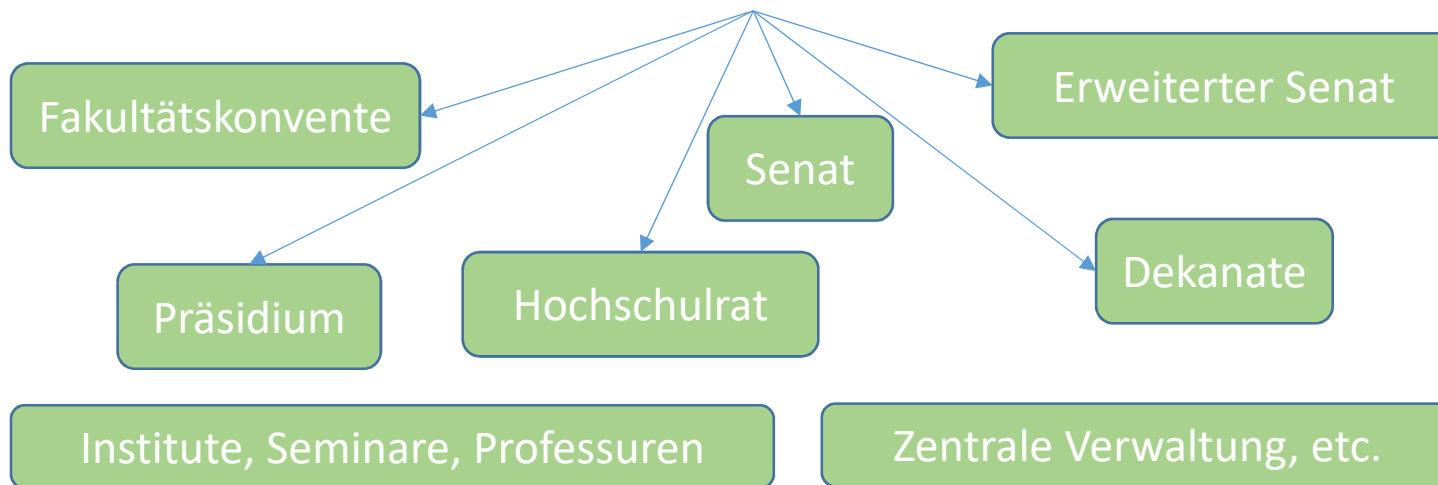 Erweiterter Senat
Fakultätskonvente
Senat
Dekanate
Hochschulrat
Präsidium
Institute, Seminare, Professuren
Zentrale Verwaltung, etc.